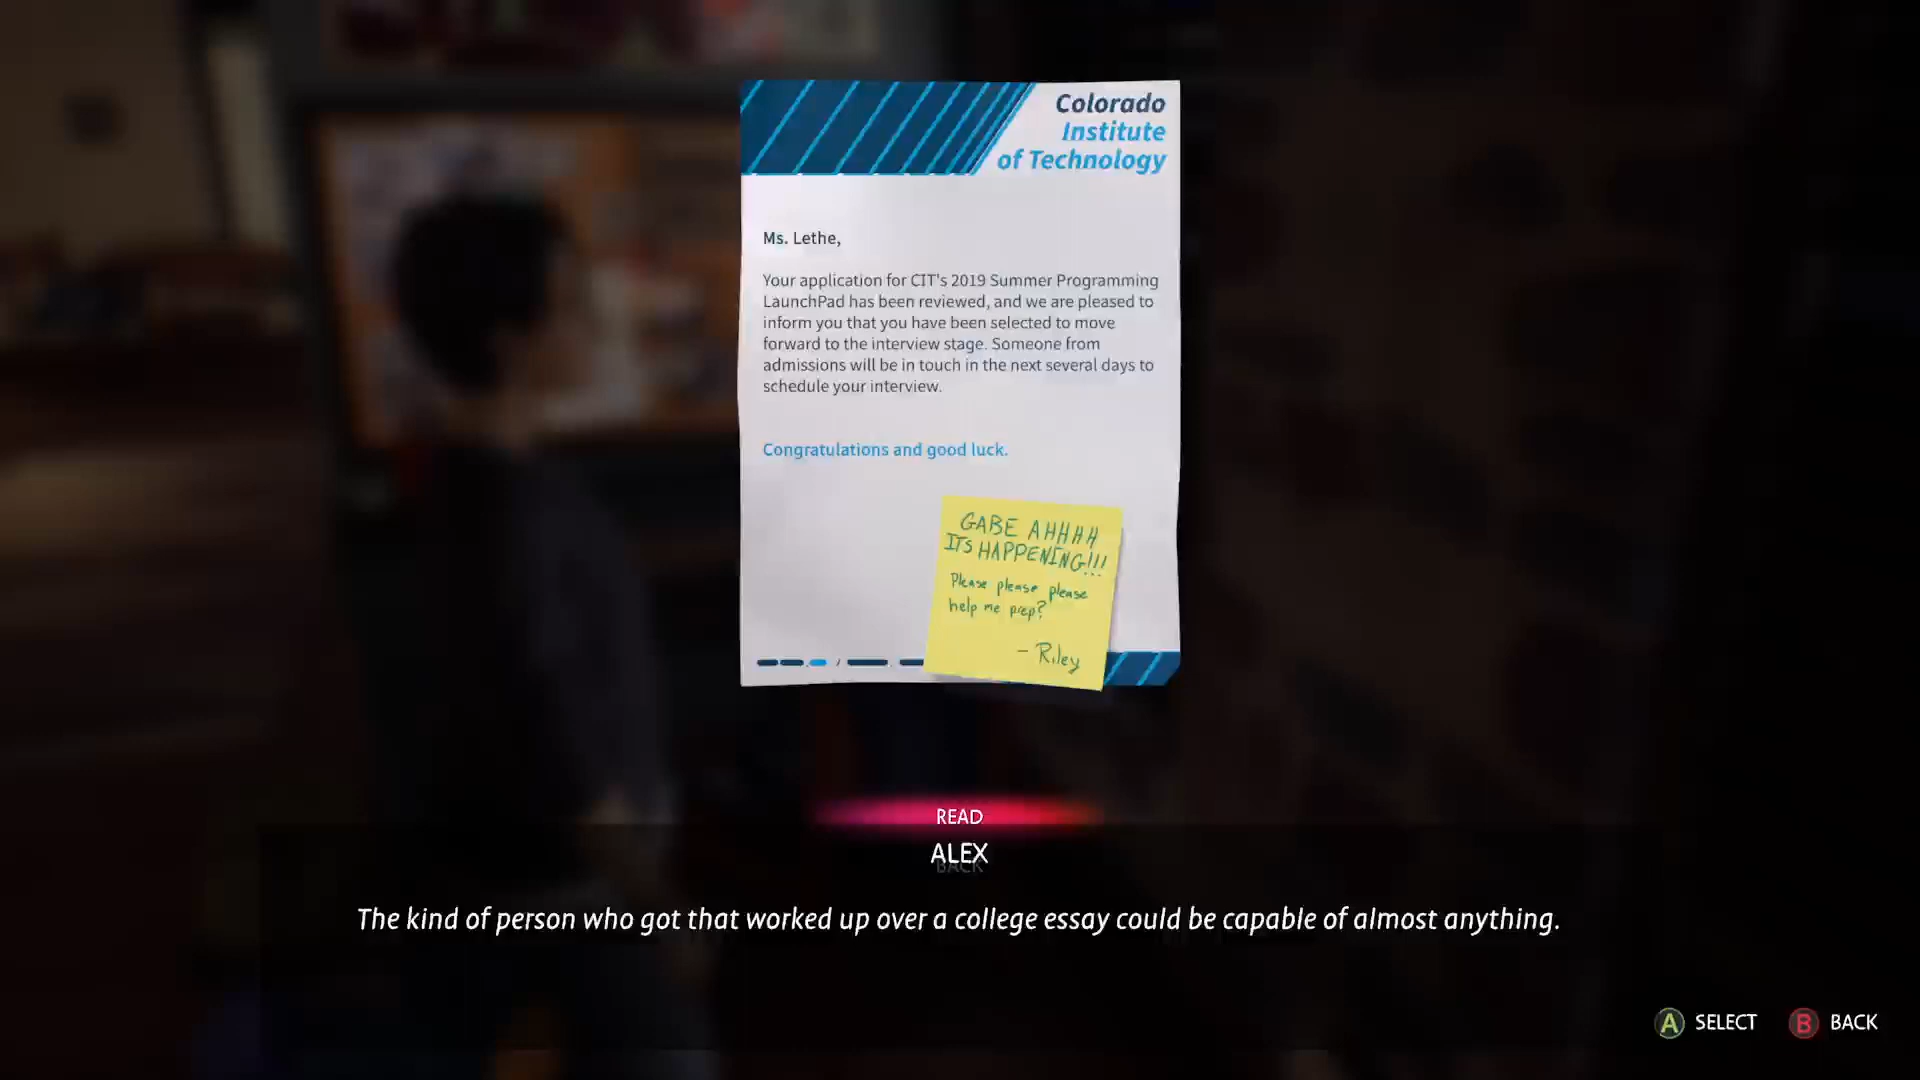 Colorado
Institute
of Technology
Ms. Lethe,
Your application for CIT's 2019 Summer Programming
LaunchPad has been reviewed, and we are pleased to
inform you that you have been selected to move
forward to the interview stage. Someone from
admissions will be in touch in the next several days to
schedule your interview.
Congratulations and good luck.
GABE AHHHH
ITS HAPPENING!!!
Please please please
help me prep?
- Riley
READ
ALEX
BACK
The kind of person who got that worked up over a college essay could be capable of almost anything.
A SELECT B BACK